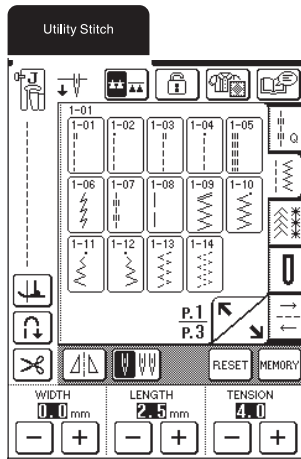 Utility Stitch
J
1-01
1-01 1-02 1-03 1-04 1-05
Q
1-06 1-07 1-08 1-09 1-10
1-11 1-12 1-13 1-14
P.1
P.3
RESET MEMORY
WIDTH LENGTH TENSION
0.0 mm 2.5 mm 4.0
− + − + − +